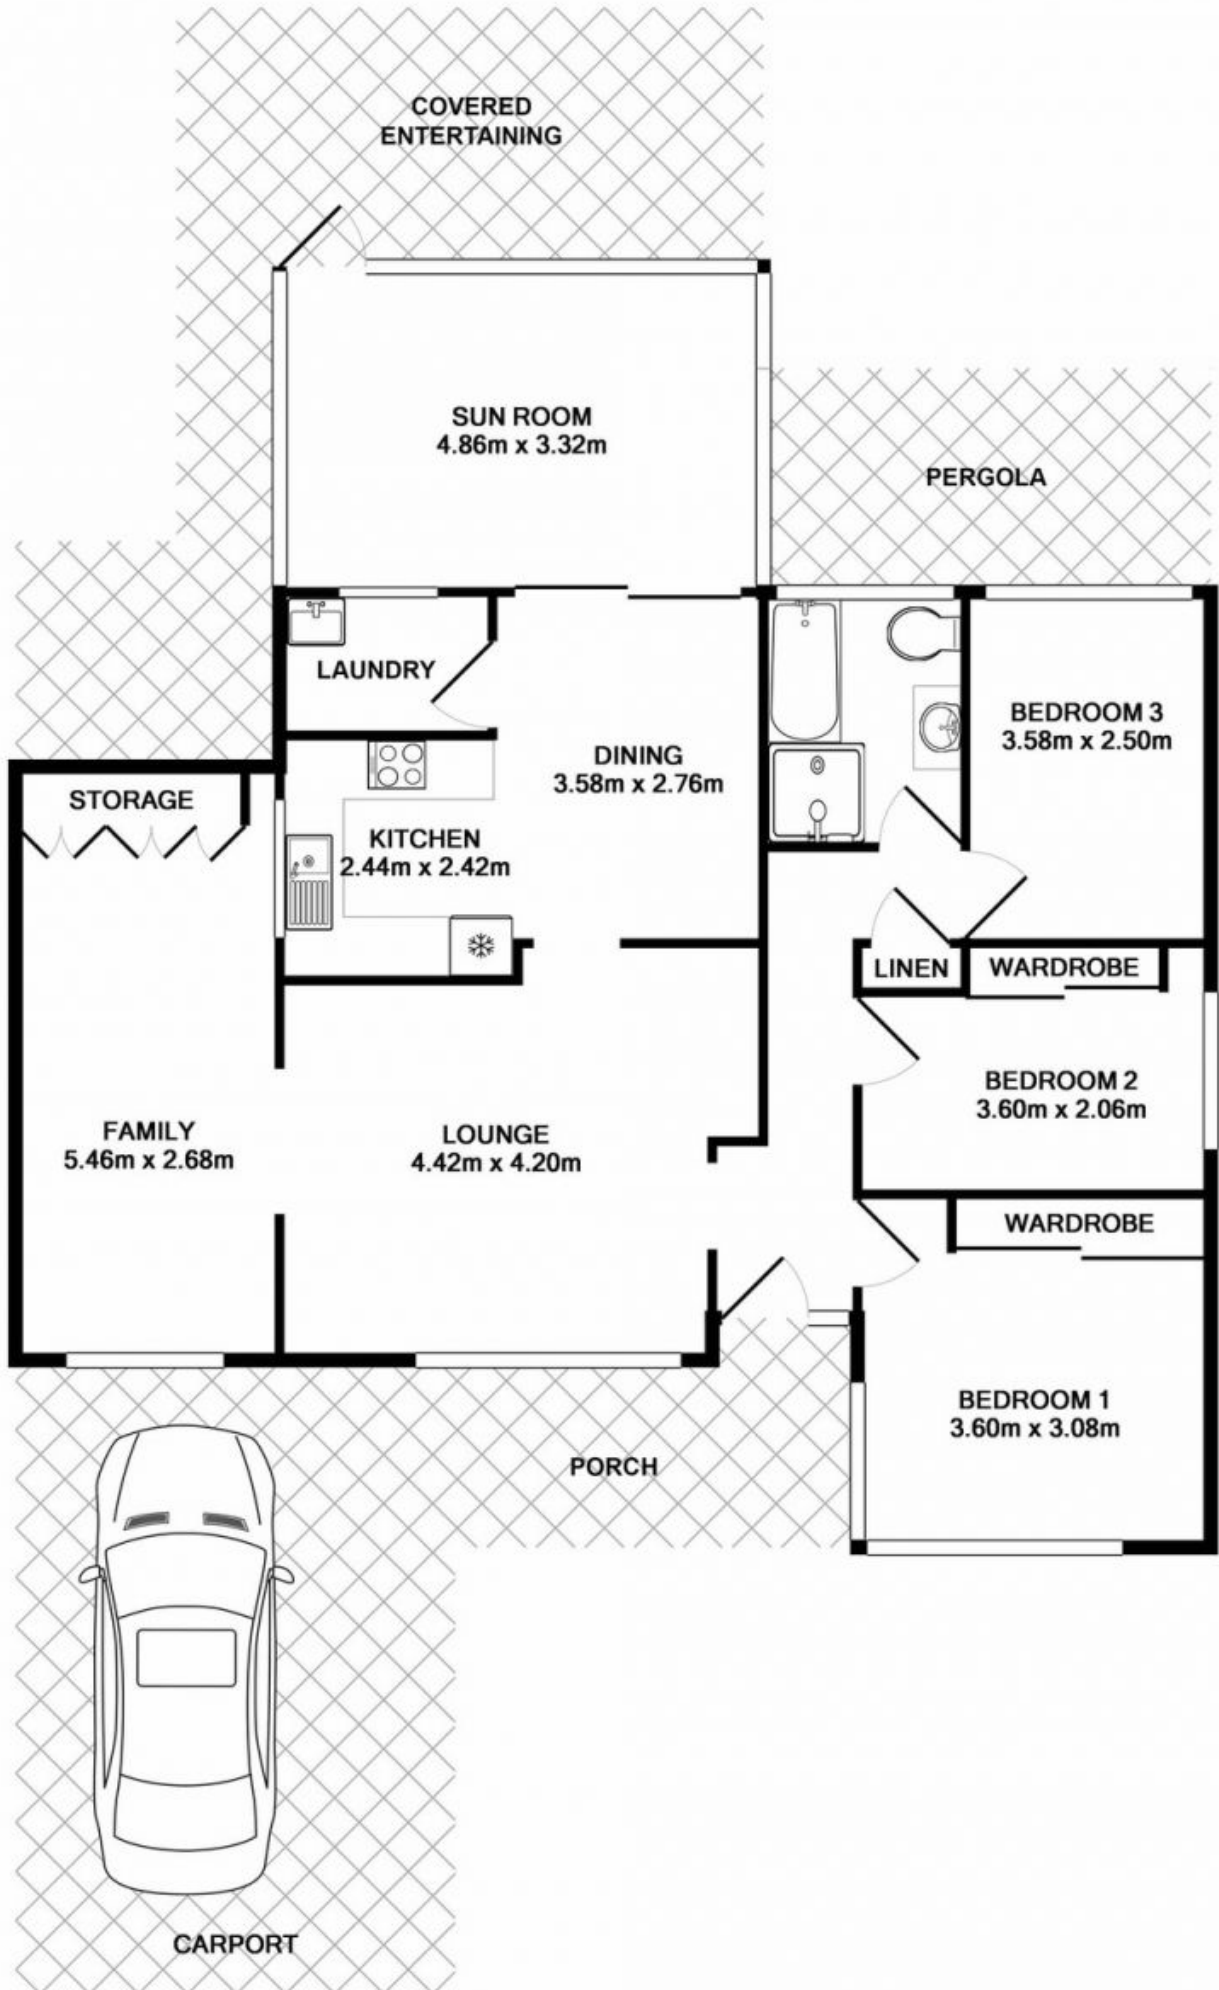 COVERED
ENTERTAINING
SUN ROOM
4.86m x 3.32m
PERGOLA
LAUNDRY
BEDROOM 3
3.58m x 2.50m
DINING
3.58m x 2.76m
STORAGE
KITCHEN
2.44m x 2.42m
LINEN
WARDROBE
BEDROOM 2
3.60m x 2.06m
FAMILY
5.46m x 2.68m
LOUNGE
4.42m x 4.20m
WARDROBE
BEDROOM 1
3.60m x 3.08m
PORCH
CARPORT